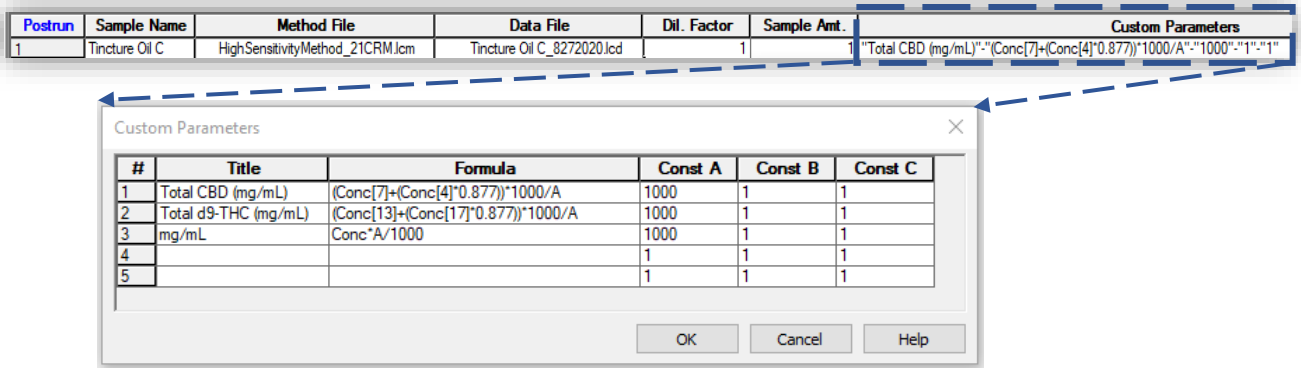 Postrun Sample Name Method File Data File Dil. Factor Sample Amt. Custom Parameters
1 Tincture Oil C HighSensitivityMethod_21CRM.lcm Tincture Oil C_8272020.lcd 1 1 "Total CBD (mg/mL)"-"(Conc[7]+(Conc[4]*0.877))*1000/A"-"1000"-"1"-"1"
Custom Parameters
# Title Formula Const A Const B Const C
1 Total CBD (mg/mL) (Conc[7]+(Conc[4]*0.877))*1000/A 1000 1 1
2 Total d9-THC (mg/mL) (Conc[13]+(Conc[17]*0.877))*1000/A 1000 1 1
3 mg/mL Conc*A/1000 1000 1 1
4 1 1 1
5 1 1 1
OK Cancel Help